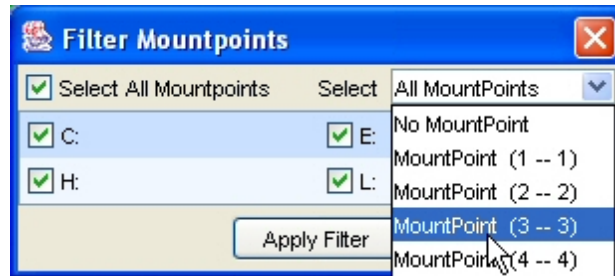 Filter Mountpoints
Select All Mountpoints Select All MountPoints
C: E:
No MountPoint
MountPoint (1 -- 1)
H: L:
MountPoint (2 -- 2)
Apply Filter
MountPoint (3 -- 3)
MountPoint (4 -- 4)